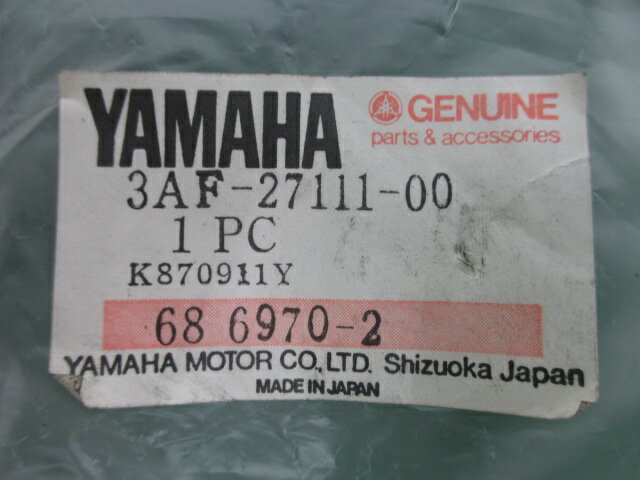 YAMAHA
GENUINE
parts & accessories
3AF-27111-00
1 PC
K870911Y
68 6970-2
YAMAHA MOTOR CO., LTD. Shizuoka Japan
MADE IN JAPAN